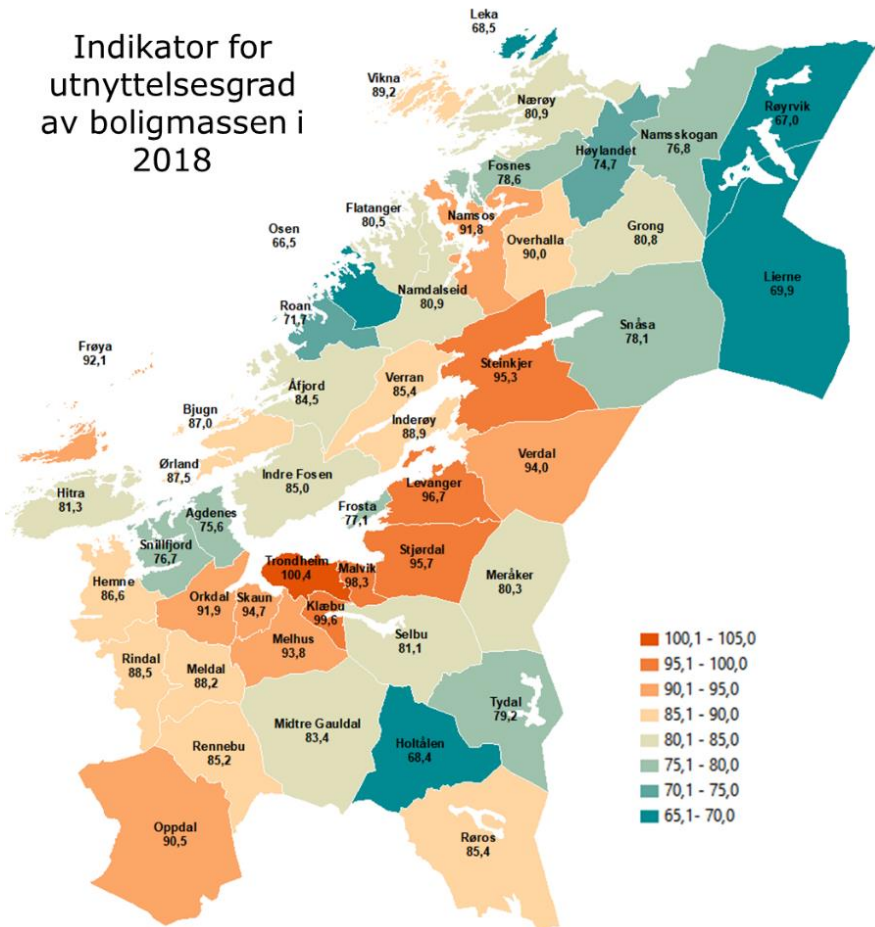 Indikator for
utnyttelsesgrad
av boligmassen i
2018
Leka
68,5
Vikna
89,2
Nærøy
80,9
Røyrvik
67,0
Namsskogan
76,8
Høylandet
74,7
Fosnes
78,6
Flatanger
80,5
Namsos
91,8
Osen
66,5
Overhalla
90,0
Grong
80,8
Lierne
69,9
Namdalseid
80,9
Roan
71,7
Snåsa
78,1
Frøya
92,1
Steinkjer
95,3
Åfjord
84,5
Verran
85,4
Bjugn
87,0
Inderøy
88,9
Verdal
94,0
Ørland
87,5
Indre Fosen
85,0
Levanger
96,7
Hitra
81,3
Agdenes
75,6
Frosta
77,1
Snillfjord
76,7
Stjørdal
95,7
Trondheim
100,4
Malvik
98,3
Meråker
80,3
Hemne
86,6
Orkdal
91,9
Skaun
94,7
Klæbu
99,6
Melhus
93,8
Selbu
81,1
Rindal
88,5
Meldal
88,2
Tydal
79,2
Midtre Gauldal
83,4
Holtålen
68,4
Rennebu
85,2
Oppdal
90,5
Røros
85,4
100,1 - 105,0
95,1 - 100,0
90,1 - 95,0
85,1 - 90,0
80,1 - 85,0
75,1 - 80,0
70,1 - 75,0
65,1 - 70,0